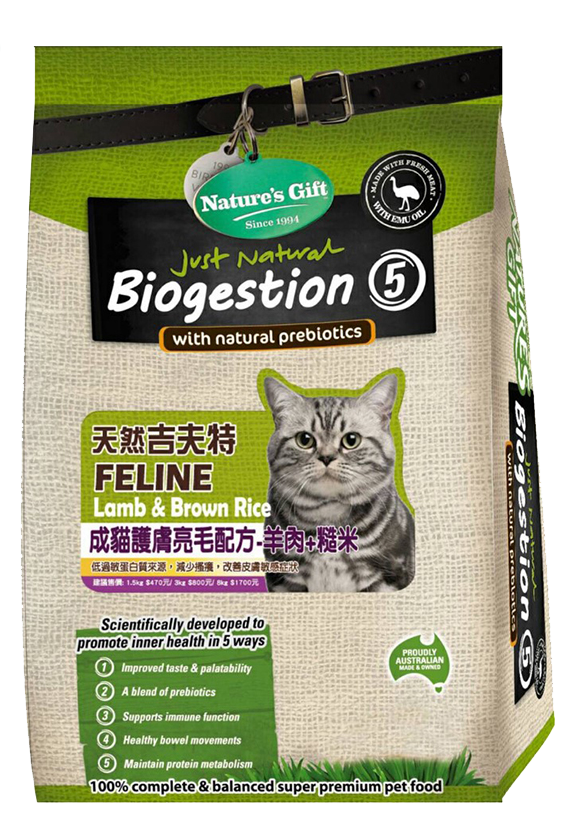 19
BIR
Nature's Gift
Since 1994
MADE WITH FRESH MEAT
WITH EMU OIL
Just Natural
Biogestion 5
with natural prebiotics
天然吉夫特
FELINE
Lamb & Brown Rice
成貓護膚亮毛配方-羊肉+糙米
低過敏蛋白質來源，減少搔癢，改善皮膚敏感症狀
建議售價: 1.5kg $470元/ 3kg $800元/ 8kg $1700元
Scientifically developed to
promote inner health in 5 ways
1 Improved taste & palatability
2 A blend of prebiotics
3 Supports immune function
4 Healthy bowel movements
5 Maintain protein metabolism
PROUDLY
AUSTRALIAN
MADE & OWNED
100% complete & balanced super premium pet food
NATURE'S GIFT
Just Natural
Biogestion 5
with natural prebiotics